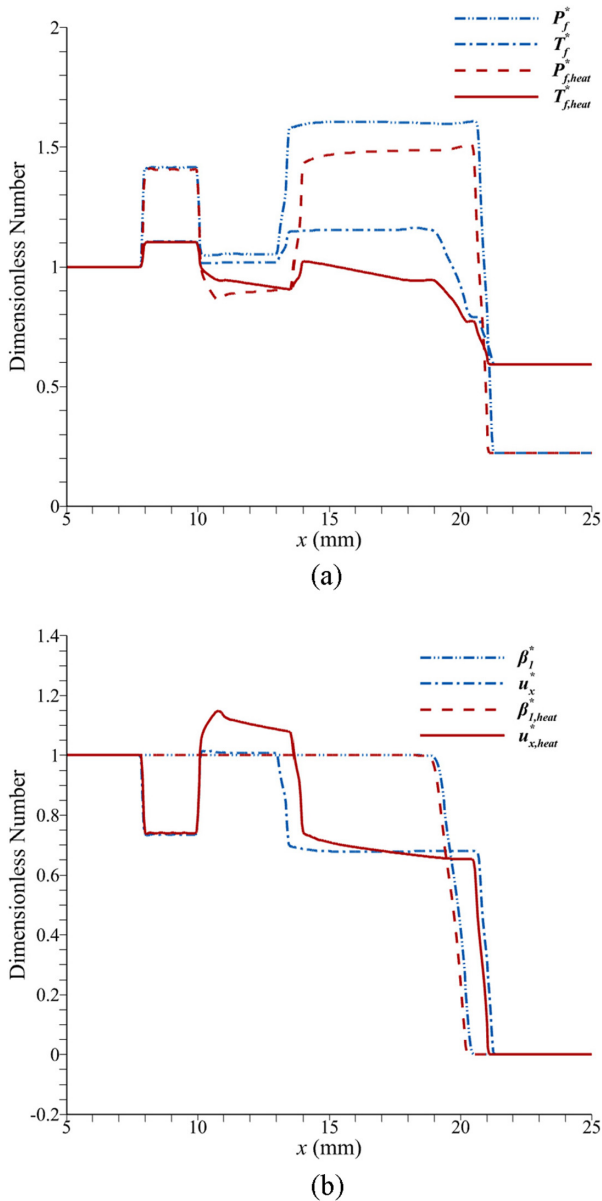 P*f
T*f
P*f,heat
T*f,heat
Dimensionless Number
2
1.5
1
0.5
0
5 10 15 20 25
x (mm)
(a)
β*1
u*x
β*1,heat
u*x,heat
Dimensionless Number
1.4
1.2
1
0.8
0.6
0.4
0.2
0
-0.2
5 10 15 20 25
x (mm)
(b)